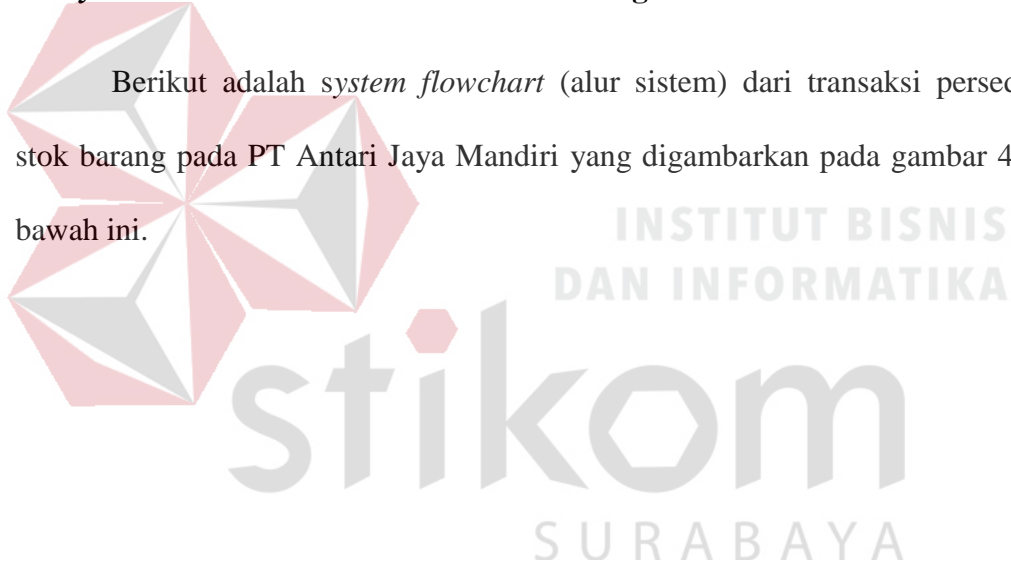 Berikut adalah system flowchart (alur sistem) dari transaksi persed
stok barang pada PT Antari Jaya Mandiri yang digambarkan pada gambar 4
bawah ini.
INSTITUT BISNIS
DAN INFORMATIKA
stikom
SURABAYA